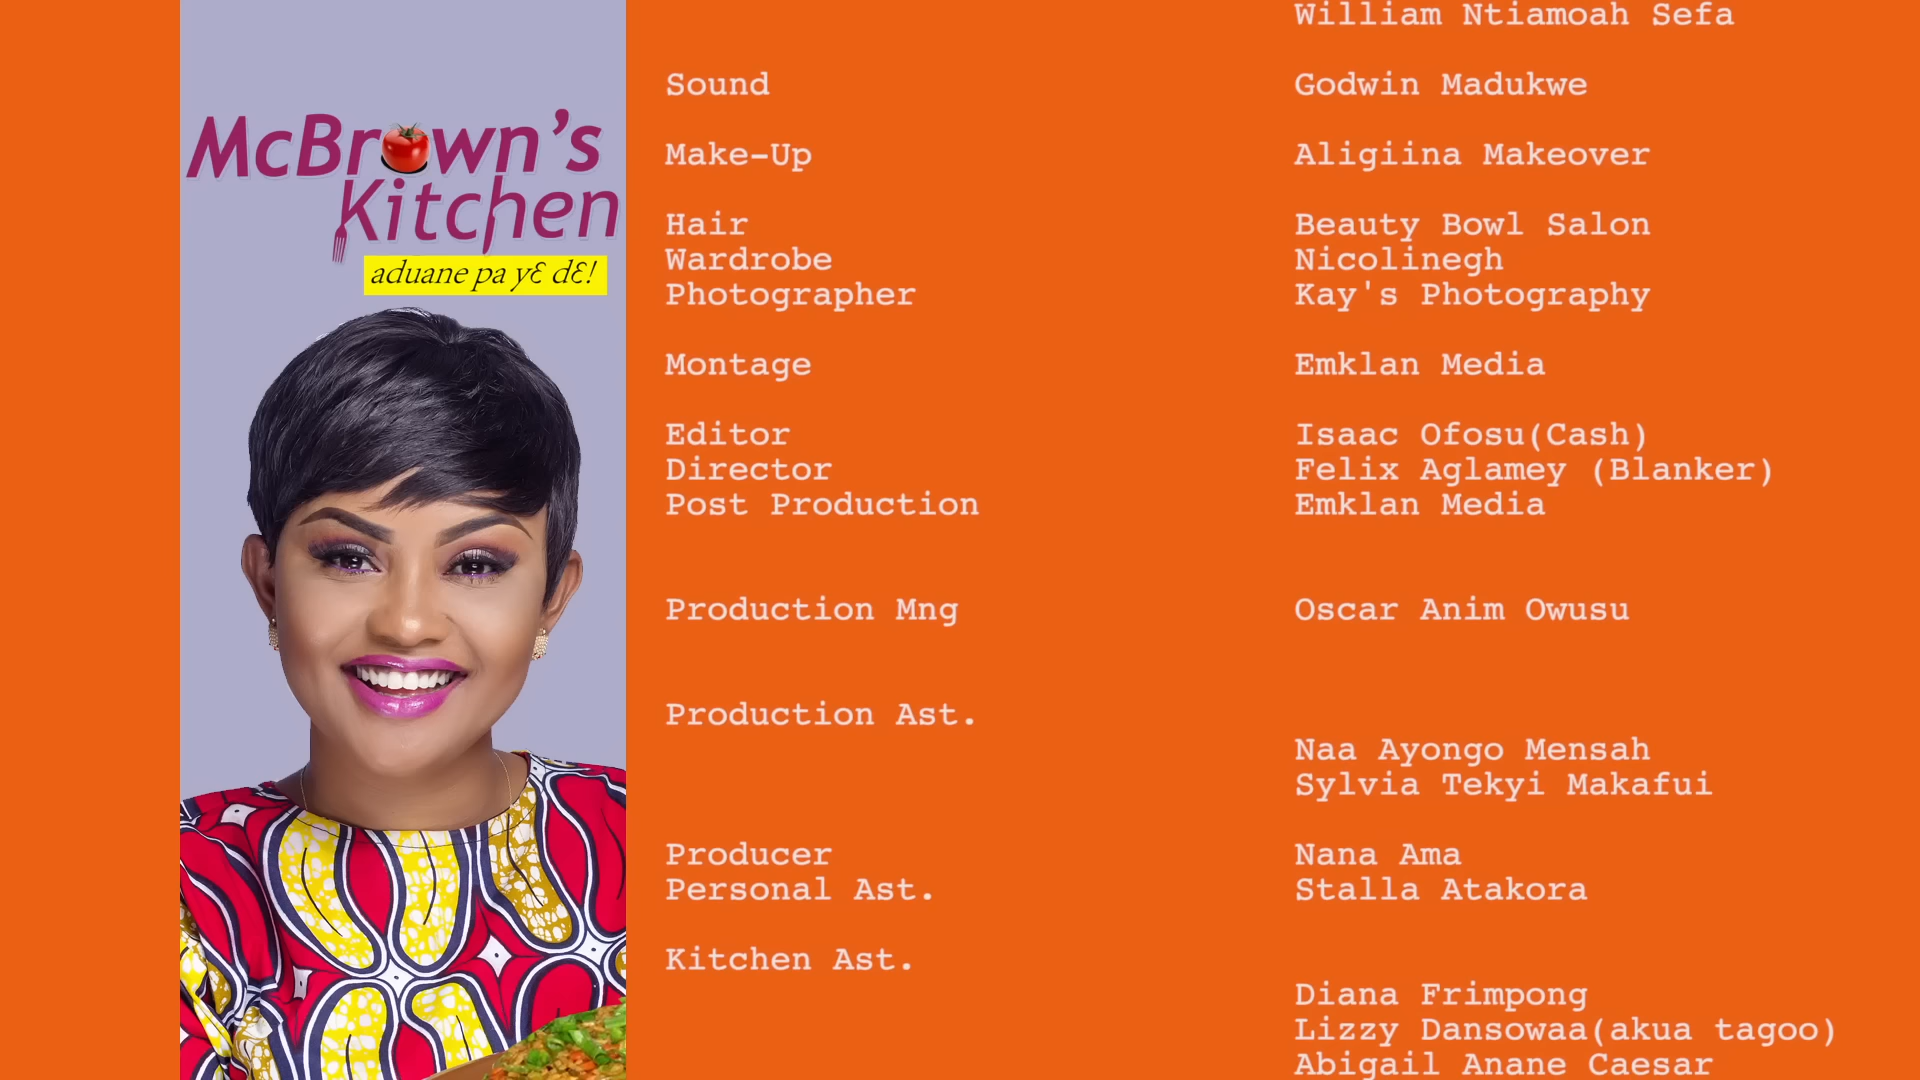 McBrown's
Kitchen
aduane pa yɛ dɛ!
William Ntiamoah Sefa
Sound Godwin Madukwe
Make-Up Aligiina Makeover
Hair Beauty Bowl Salon
Wardrobe Nicolinegh
Photographer Kay's Photography
Montage Emklan Media
Editor Isaac Ofosu(Cash)
Director Felix Aglamey (Blanker)
Post Production Emklan Media
Production Mng Oscar Anim Owusu
Production Ast.
Naa Ayongo Mensah
Sylvia Tekyi Makafui
Producer Nana Ama
Personal Ast. Stalla Atakora
Kitchen Ast.
Diana Frimpong
Lizzy Dansowaa(akua tagoo)
Abigail Anane Caesar